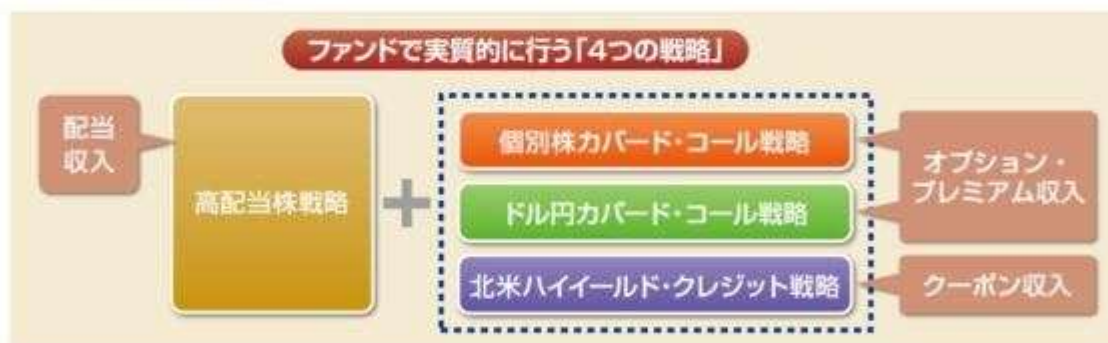 ファンドで実質的に行う「4つの戦略」
配当
収入
高配当株戦略
+
個別株カバード・コール戦略
ドル円カバード・コール戦略
北米ハイイールド・クレジット戦略
オプション・
プレミアム収入
クーポン収入